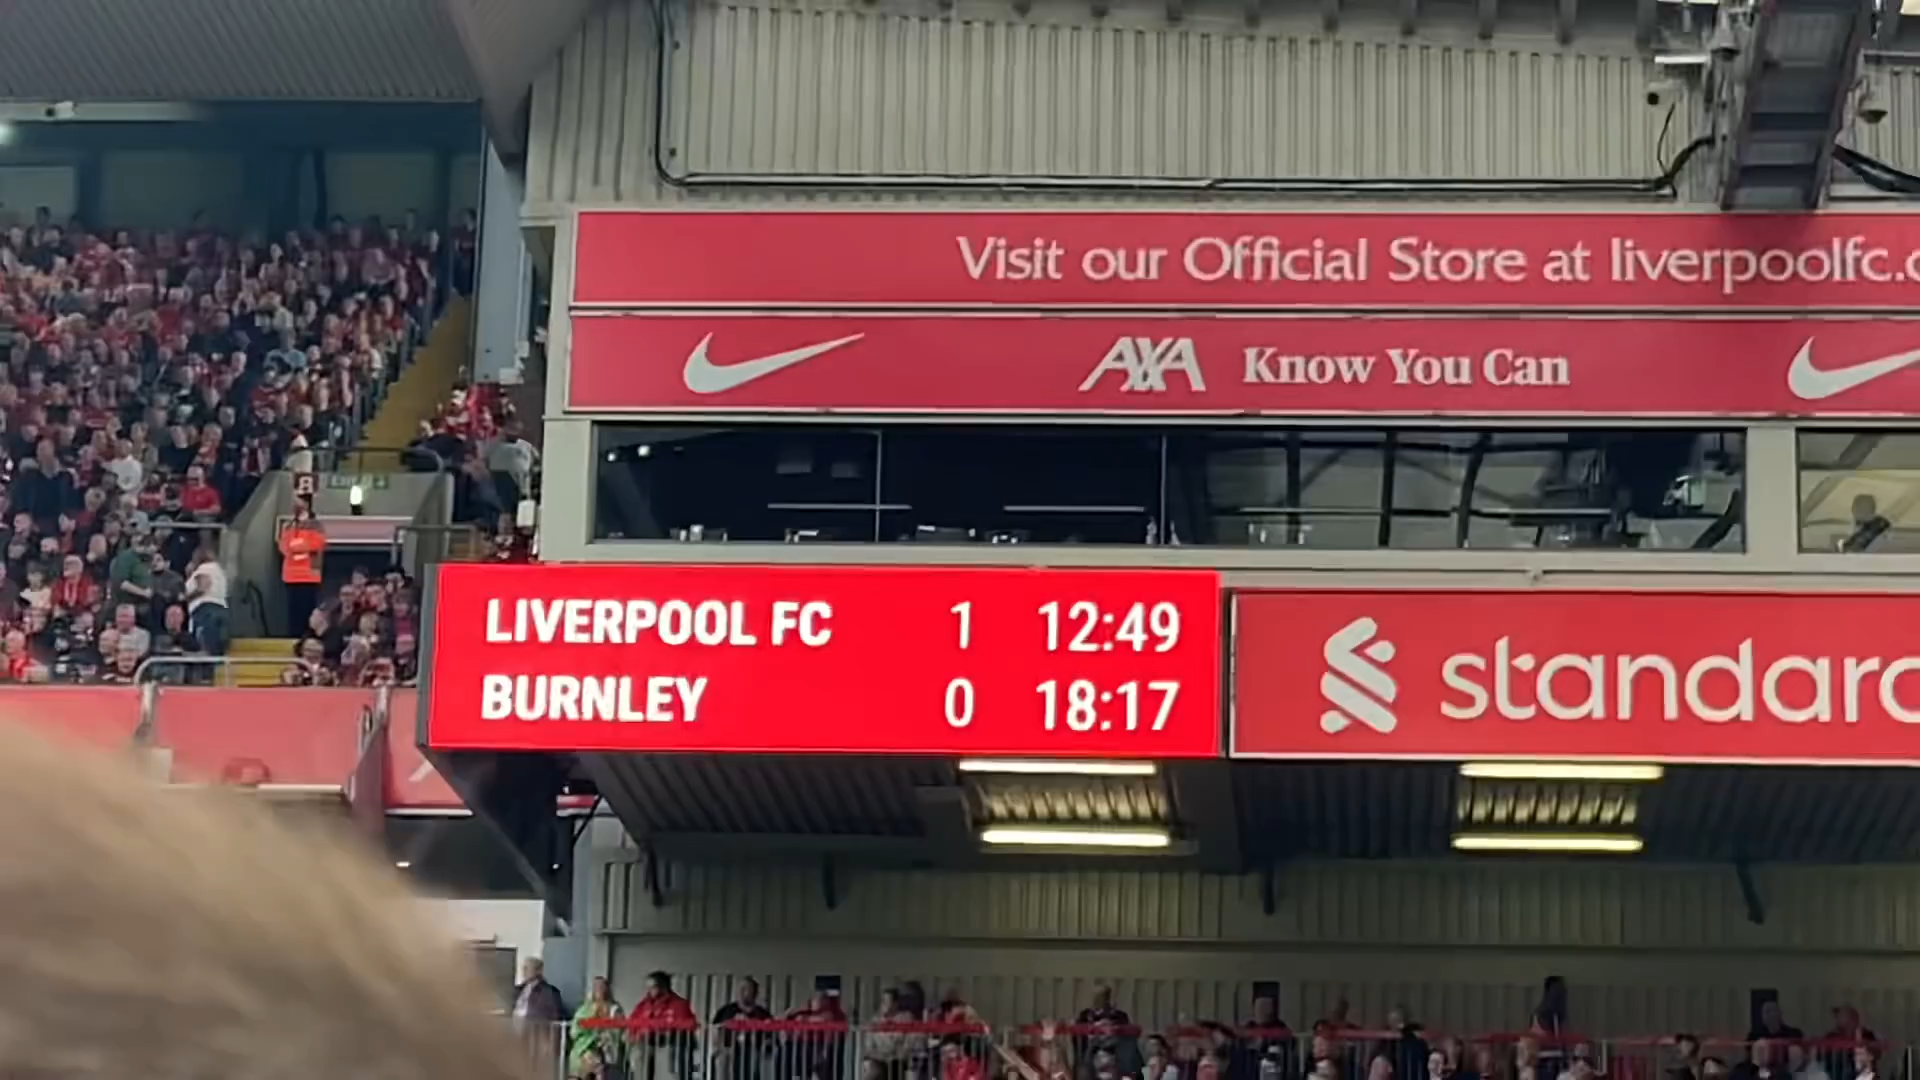 Visit our Official Store at liverpoolfc.c
AXA Know You Can
LIVERPOOL FC 1 12:49
BURNLEY 0 18:17
standard
8